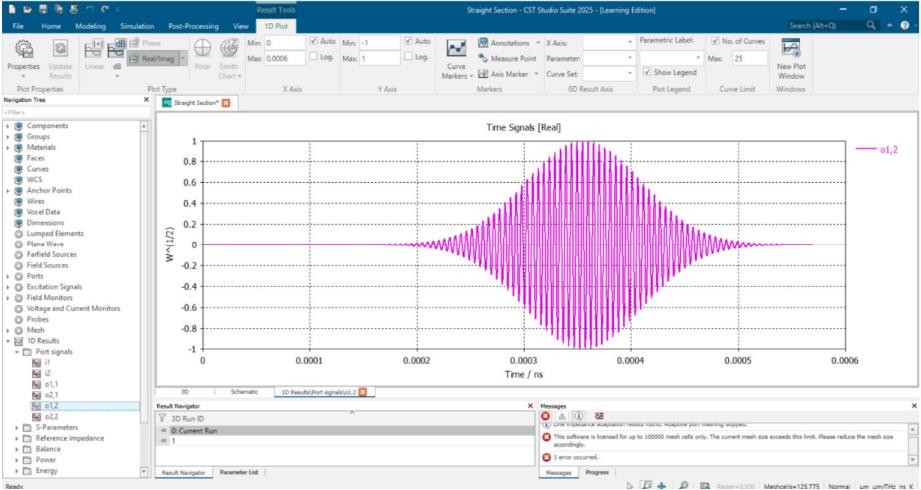 Result Tools
Straight Section - CST Studio Suite 2025 - [Learning Edition]
File Home Modeling Simulation Post-Processing View 1D Plot
Search (Alt+Q)
Properties
Update Results
Linear
dB
Phase
Real/Imag
Polar
Smith Chart
Min: 0
Auto
Max: 0.0006
Log.
Min: -1
Auto
Max: 1
Log.
Curve Markers
Annotations
Measure Point
Axis Marker
X Axis:
Parameter:
Curve Set:
Parametric Label:
Show Legend
No. of Curves
Max: 25
New Plot Window
Plot Properties Plot Type X Axis Y Axis Markers 0D Result Axis Plot Legend Curve Limit Windows
Navigation Tree
<Filter>
Components
Groups
Materials
Faces
Curves
WCS
Anchor Points
Wires
Voxel Data
Dimensions
Lumped Elements
Plane Wave
Farfield Sources
Field Sources
Ports
Excitation Signals
Field Monitors
Voltage and Current Monitors
Probes
Mesh
1D Results
Port signals
i1
i2
o1,1
o2,1
o1,2
o2,2
S-Parameters
Reference Impedance
Balance
Power
Energy
Straight Section*
Time Signals [Real]
o1,2
W^(1/2)
1
0.8
0.6
0.4
0.2
0
-0.2
-0.4
-0.6
-0.8
-1
0 0.0001 0.0002 0.0003 0.0004 0.0005 0.0006
Time / ns
3D Schematic 1D Results\Port signals\o1,2
Result Navigator
3D Run ID
0: Current Run
1
Result Navigator Parameter List
Messages
Line impedance adaptation results found. Adaptive port meshing skipped.
This software is licensed for up to 100000 mesh cells only. The current mesh size exceeds this limit. Please reduce the mesh size
accordingly.
1 error occurred.
Messages Progress
Ready
Raster=0.200 Meshcells=125.775 Normal um um/THz ns K